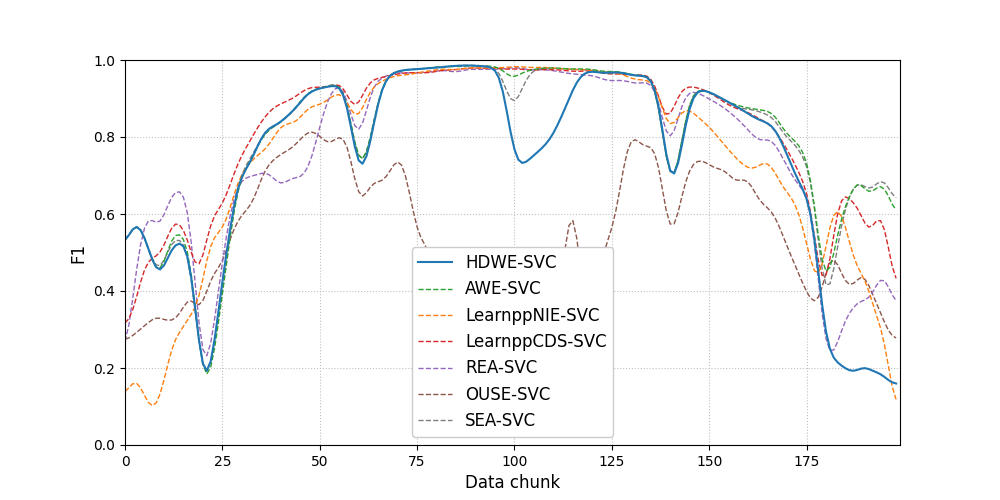 1.0
0.8
0.6
0.4
0.2
0.0
F1
HDWE-SVC
AWE-SVC
LearnppNIE-SVC
LearnppCDS-SVC
REA-SVC
OUSE-SVC
SEA-SVC
0 25 50 75 100 125 150 175
Data chunk